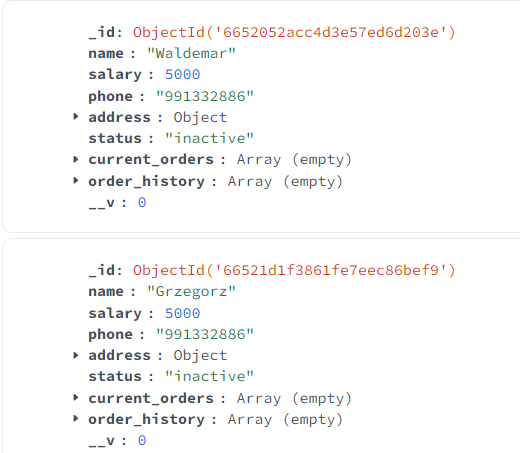 _id: ObjectId('6652052acc4d3e57ed6d203e')
name : "Waldemar"
salary : 5000
phone : "991332886"
address : Object
status : "inactive"
current_orders : Array (empty)
order_history : Array (empty)
__v : 0
_id: ObjectId('66521d1f3861fe7eec86bef9')
name : "Grzegorz"
salary : 5000
phone : "991332886"
address : Object
status : "inactive"
current_orders : Array (empty)
order_history : Array (empty)
__v : 0